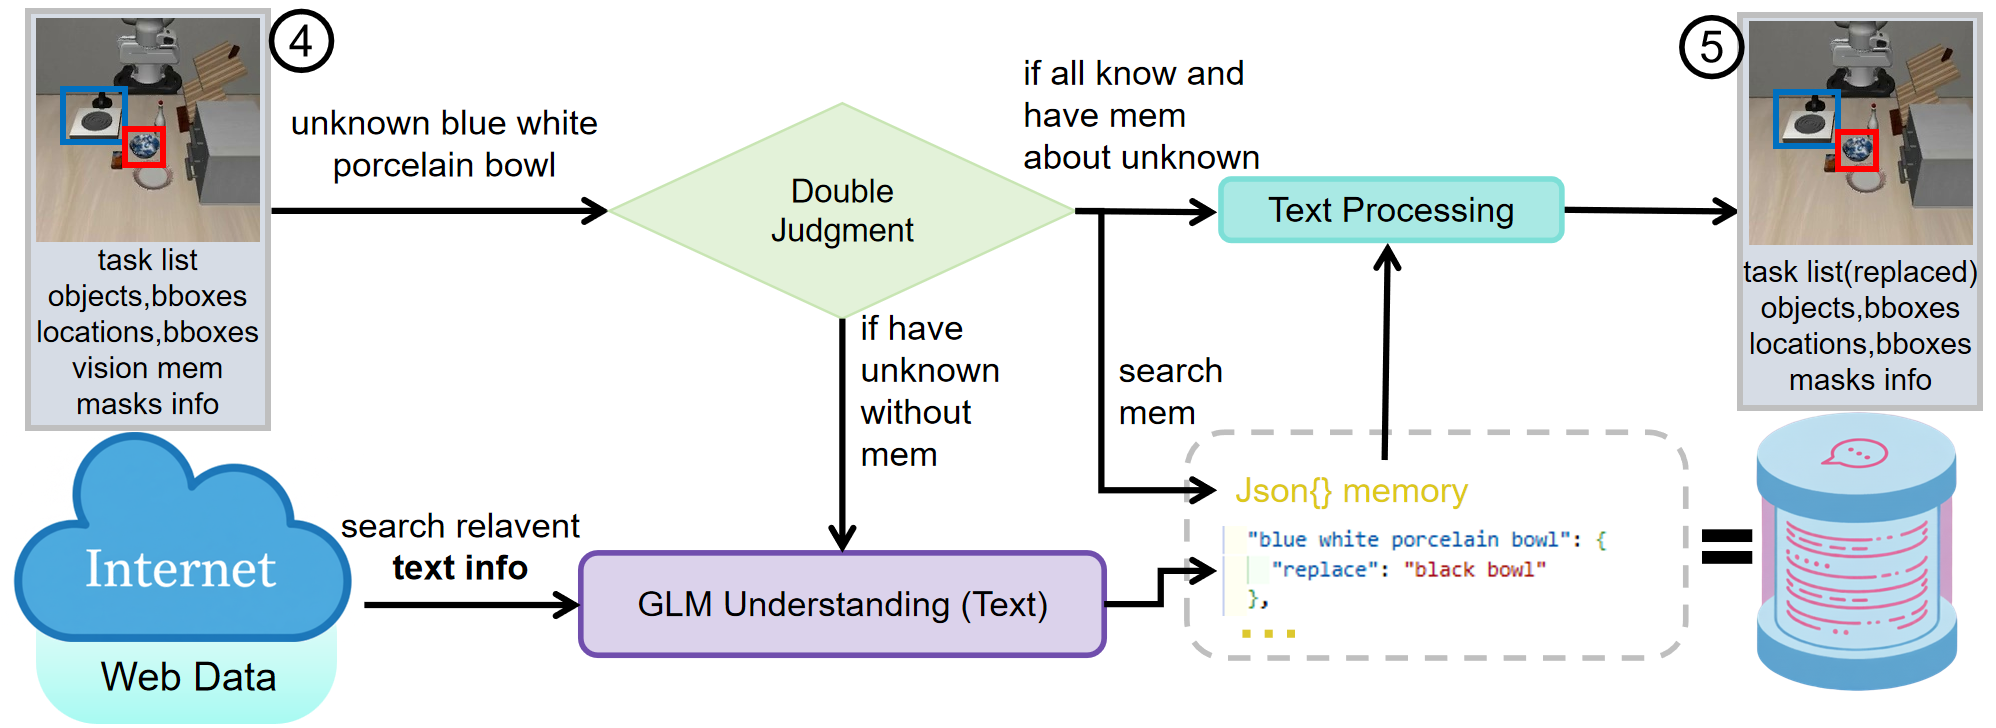 4
unknown blue white
porcelain bowl
task list
objects,bboxes
locations,bboxes
vision mem
masks info
Double
Judgment
if all know and
have mem
about unknown
Text Processing
5
task list(replaced)
objects,bboxes
locations,bboxes
masks info
if have
unknown
without
mem
search
mem
Internet
Web Data
search relavent
text info
GLM Understanding (Text)
Json{} memory
"blue white porcelain bowl": {
"replace": "black bowl"
},
...
=